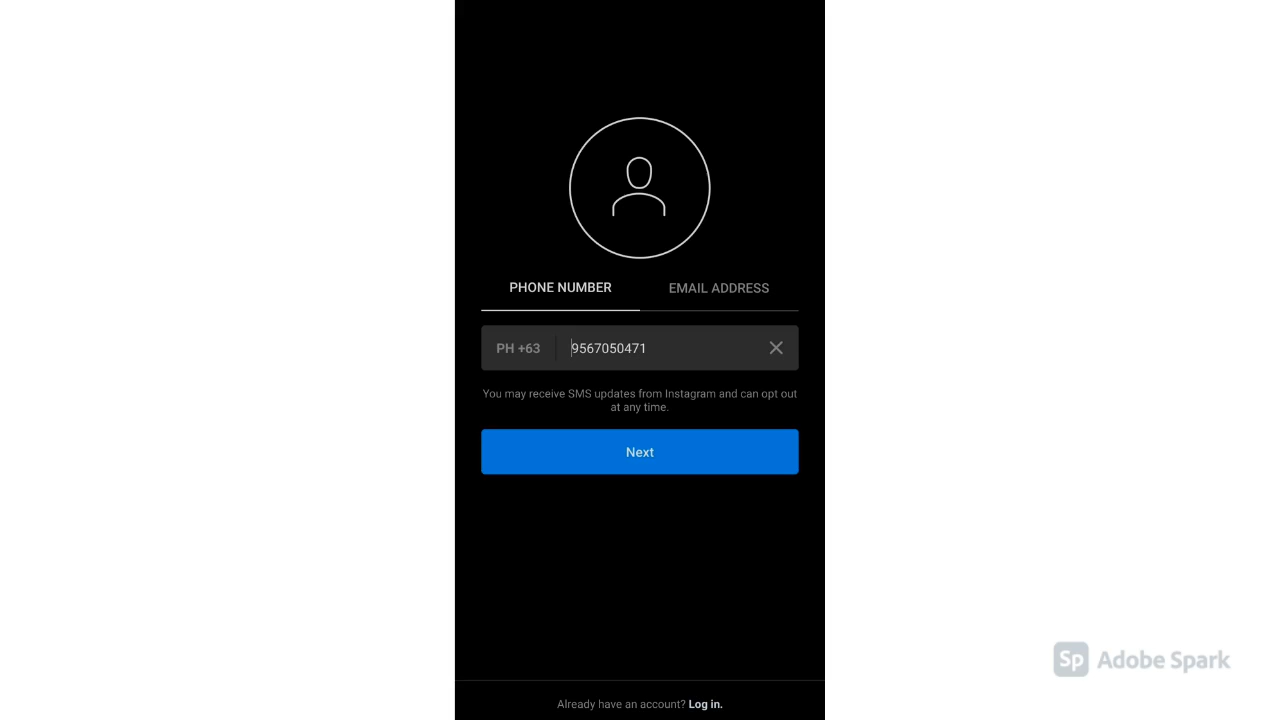 PHONE NUMBER EMAIL ADDRESS
PH +63 9567050471
You may receive SMS updates from Instagram and can opt out
at any time.
Next
Already have an account? Log in.
Sp Adobe Spark